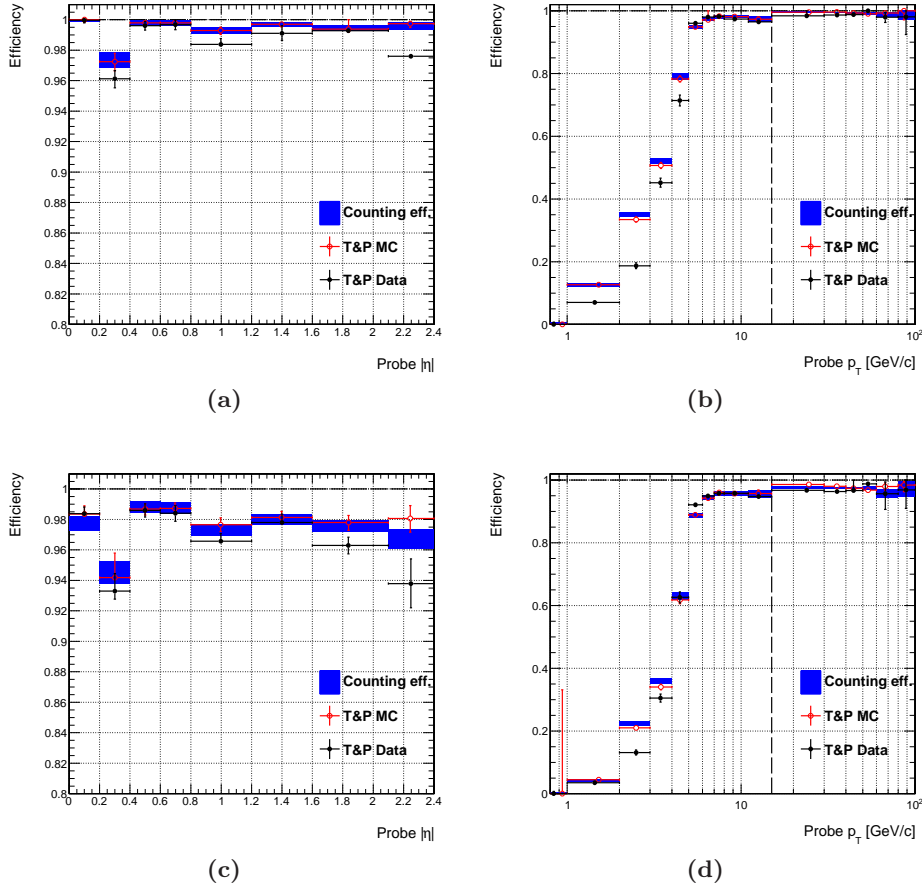 Efficiency
1
0.98
0.96
0.94
0.92
0.9
0.88
0.86
0.84
0.82
0.8
0 0.2 0.4 0.6 0.8 1 1.2 1.4 1.6 1.8 2 2.2 2.4
Counting eff.
T&P MC
T&P Data
Probe |η|
(a)
Efficiency
1
0.8
0.6
0.4
0.2
0
1 10 10²
Counting eff.
T&P MC
T&P Data
Probe p_T [GeV/c]
(b)
Efficiency
1
0.98
0.96
0.94
0.92
0.9
0.88
0.86
0.84
0.82
0.8
0 0.2 0.4 0.6 0.8 1 1.2 1.4 1.6 1.8 2 2.2 2.4
Counting eff.
T&P MC
T&P Data
Probe |η|
(c)
Efficiency
1
0.8
0.6
0.4
0.2
0
1 10 10²
Counting eff.
T&P MC
T&P Data
Probe p_T [GeV/c]
(d)